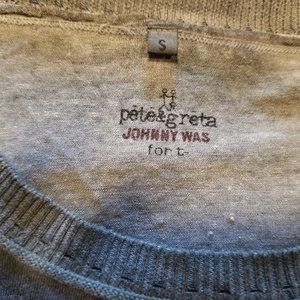 S
pete&greta
JOHNNY WAS
for t-